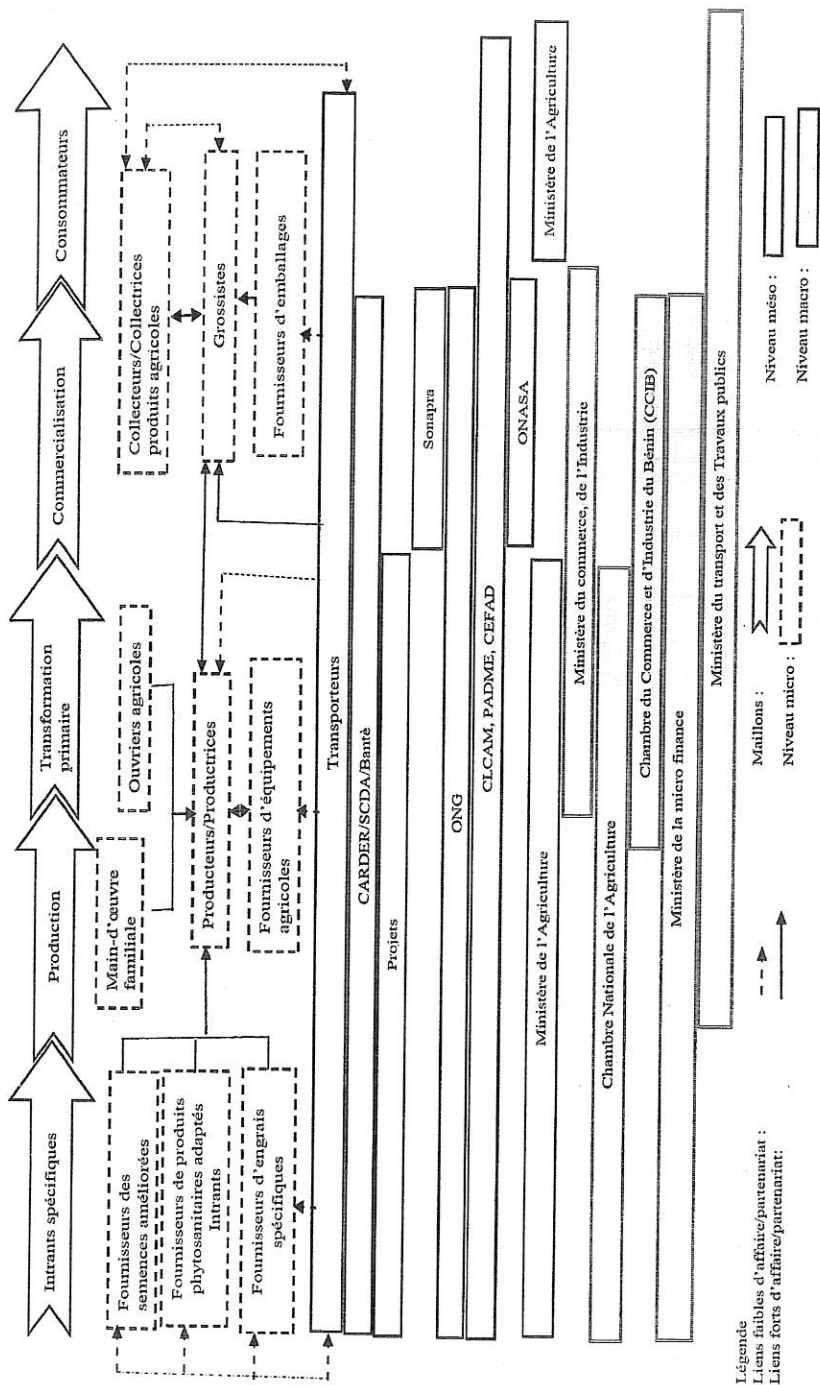 Intrants spécifiques
Production
Transformation
primaire
Commercialisation
Consommateurs
Fournisseurs des
semences améliorées
Fournisseurs de produits
phytosanitaires adaptés
Intrants
Fournisseurs d'engrais
spécifiques
Main-d'œuvre
familiale
Ouvriers agricoles
Producteurs/Productrices
Fournisseurs d'équipements
agricoles
Collecteurs/Collectrices
produits agricoles
Grossistes
Fournisseurs d'emballages
Transporteurs
CARDER/SCDA/Bantè
Projets
Sonapra
ONG
CLCAM, PADME, CEFAD
ONASA
Ministère de l'Agriculture
Ministère de l'Agriculture
Ministère du commerce, de l'Industrie
Chambre Nationale de l'Agriculture
Chambre du Commerce et d'Industrie du Bénin (CCIB)
Ministère de la micro finance
Ministère du transport et des Travaux publics
Légende
Liens faibles d'affaire/partenariat :
Liens forts d'affaire/partenariat:
Maillons :
Niveau micro :
Niveau méso :
Niveau macro :